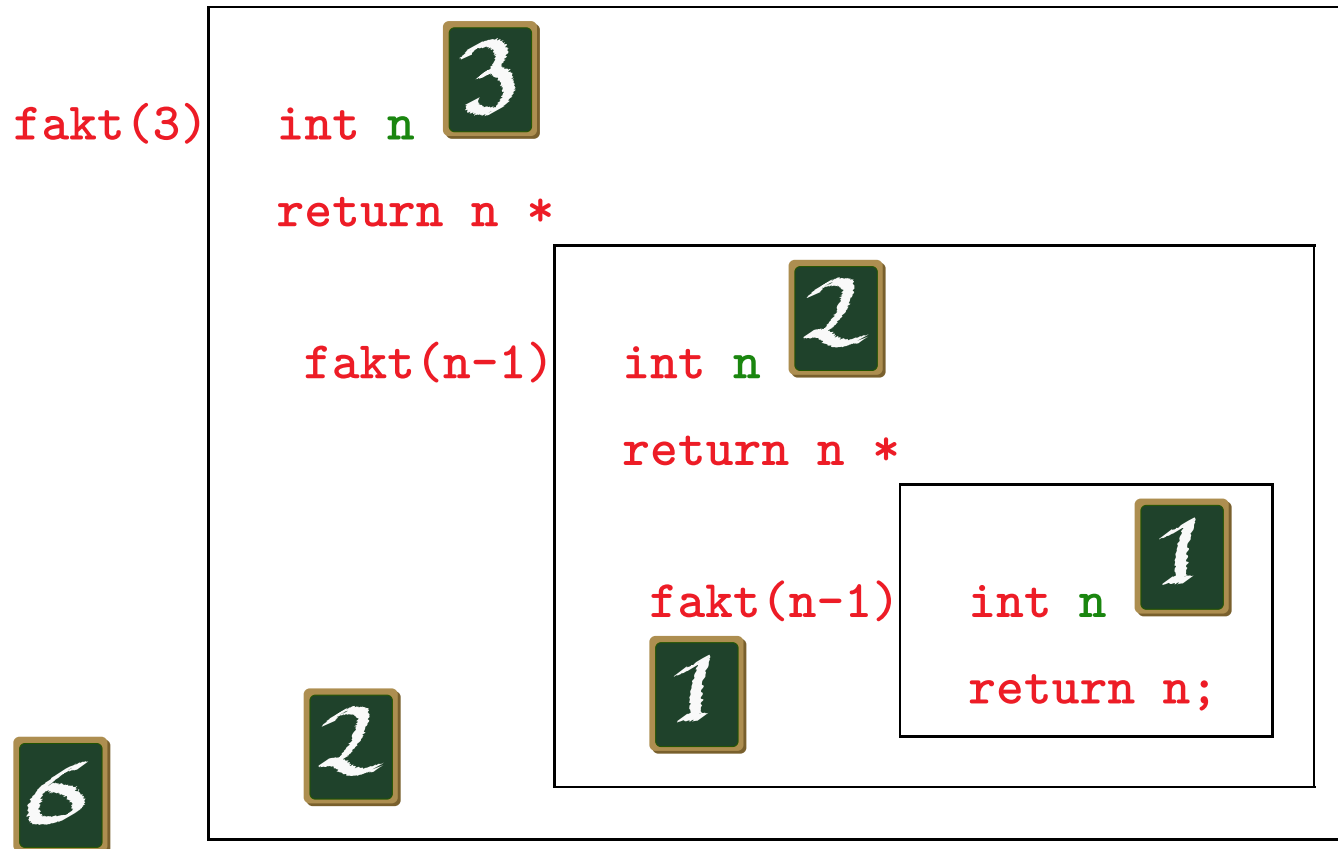 fakt(3) int n 3
return n *
fakt(n-1) int n 2
return n *
fakt(n-1) int n 1
1 return n;
2
6